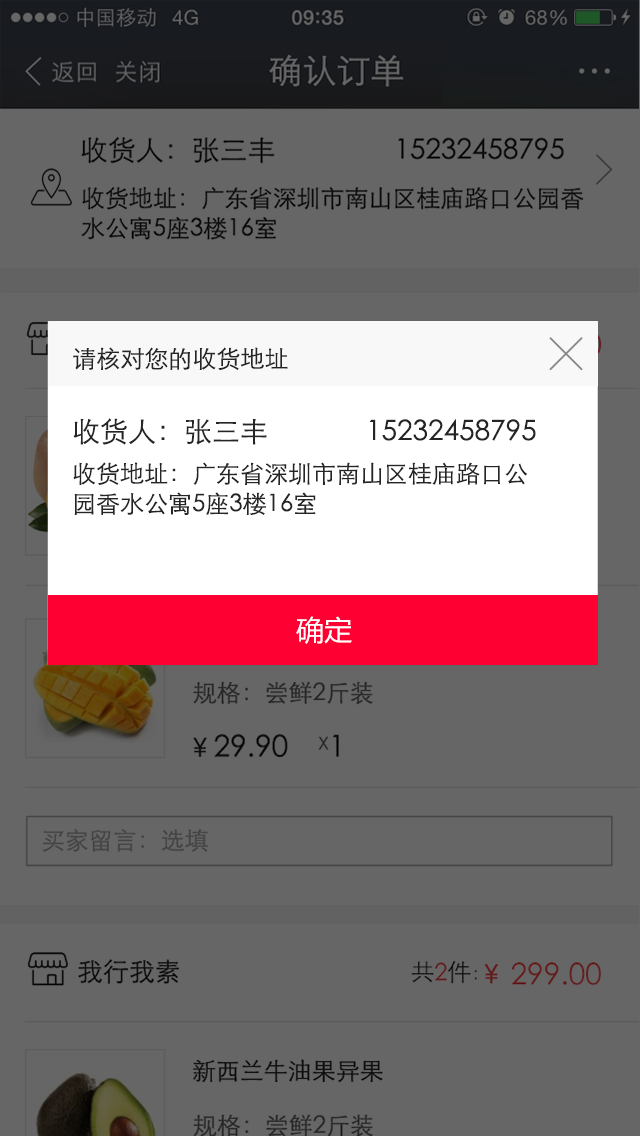 中国移动 4G 09:35 68%
返回 关闭 确认订单
收货人：张三丰 15232458795
收货地址：广东省深圳市南山区桂庙路口公园香
水公寓5座3楼16室
请核对您的收货地址
收货人：张三丰 15232458795
收货地址：广东省深圳市南山区桂庙路口公
园香水公寓5座3楼16室
确定
规格：尝鲜2斤装
¥29.90 x1
买家留言：选填
我行我素 共2件:¥ 299.00
新西兰牛油果异果
规格：尝鲜2斤装